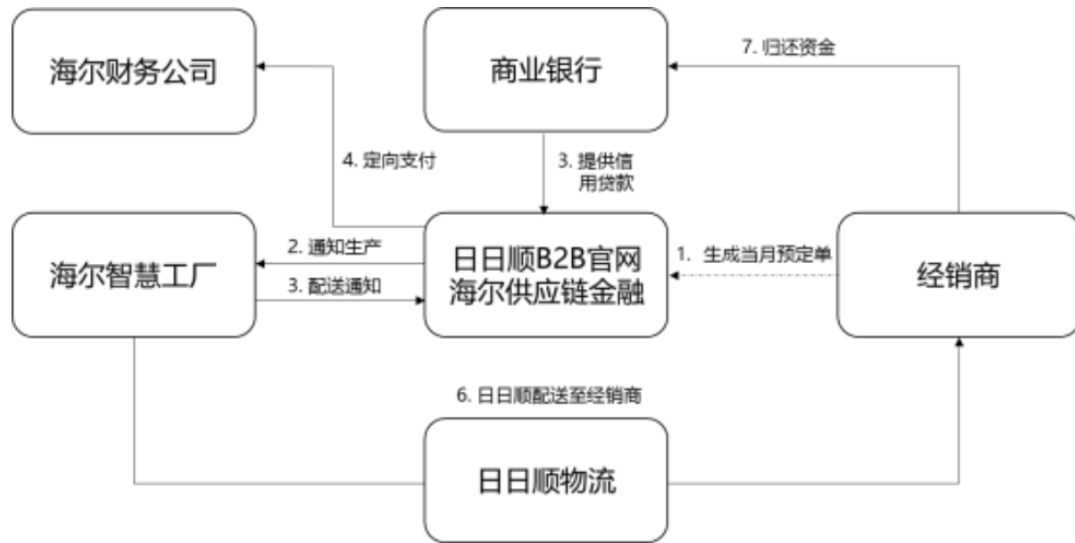 7. 归还资金
海尔财务公司
商业银行
4. 定向支付
3. 提供信
用贷款
2. 通知生产
日日顺B2B官网
1. 生成当月预定单
海尔智慧工厂
海尔供应链金融
经销商
3. 配送通知
6. 日日顺配送至经销商
日日顺物流